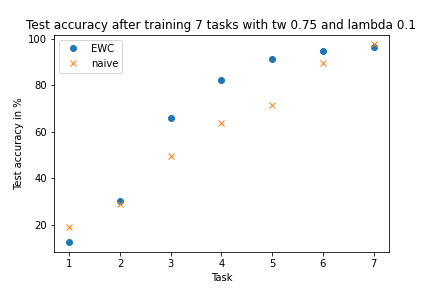 Test accuracy after training 7 tasks with tw 0.75 and lambda 0.1
EWC
naive
Test accuracy in %
100
80
60
40
20
1 2 3 4 5 6 7
Task